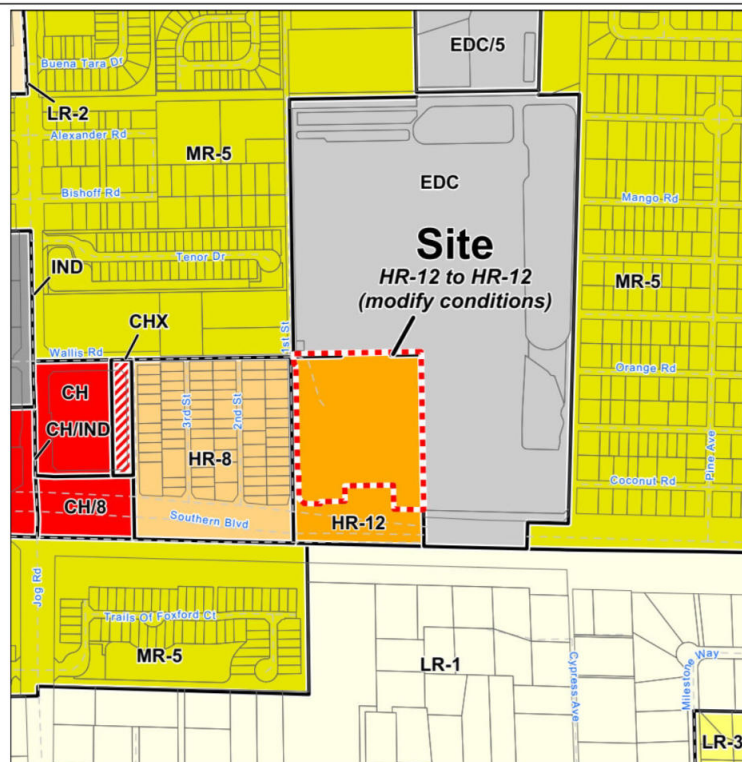 EDC/5
Buena Tara Dr
LR-2
Alexander Rd
MR-5
EDC
Bishoff Rd
Mango Rd
Site
HR-12 to HR-12
(modify conditions)
Tenor Dr
IND
MR-5
CHX
1st St
Wallis Rd
Orange Rd
CH
3rd St
2nd St
CH/IND
HR-8
Pine Ave
Coconut Rd
CH/8
Southern Blvd
HR-12
Jog Rd
Trails Of Foxford Ct
MR-5
LR-1
Cypress Ave
Milestone Way
LR-3